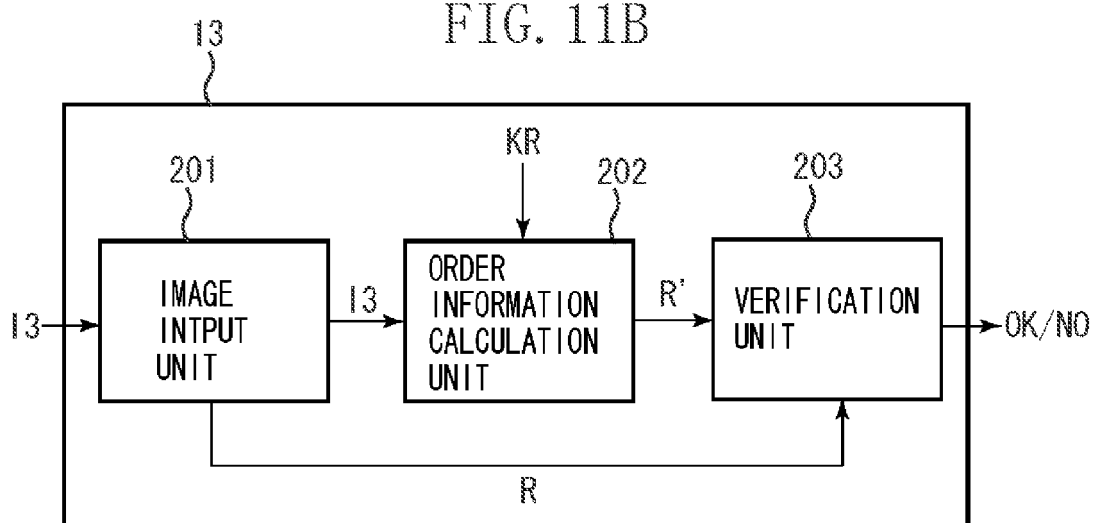 FIG. 11B
13
KR
201
202
203
IMAGE
INTPUT
UNIT
ORDER
INFORMATION
CALCULATION
UNIT
VERIFICATION
UNIT
I3
I3
R'
OK/NO
R